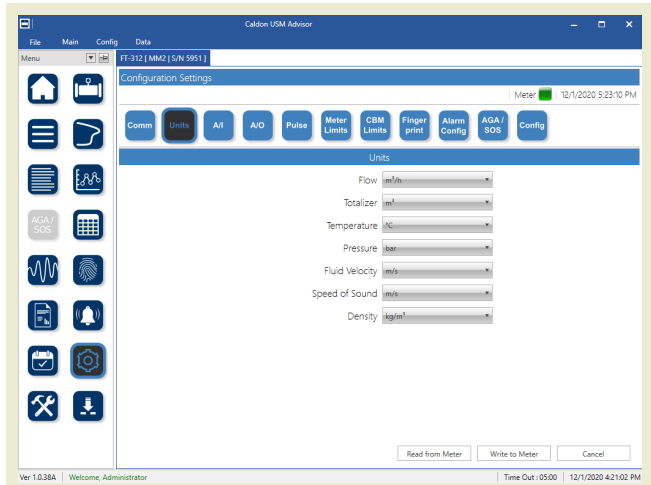 Caldon USM Advisor
File Main Config Data
Menu
FT-312 [ MM2 | S/N 5951 ]
Configuration Settings
Meter 12/1/2020 5:23:10 PM
Comm Units A/I A/O Pulse Meter Limits CBM Limits Finger print Alarm Config AGA / SOS Config
Units
Flow m³/h
Totalizer m³
Temperature °C
Pressure bar
Fluid Velocity m/s
Speed of Sound m/s
Density kg/m³
AGA / SOS
Read from Meter Write to Meter Cancel
Ver 1.0.38A Welcome, Administrator Time Out : 05:00 12/1/2020 4:21:02 PM